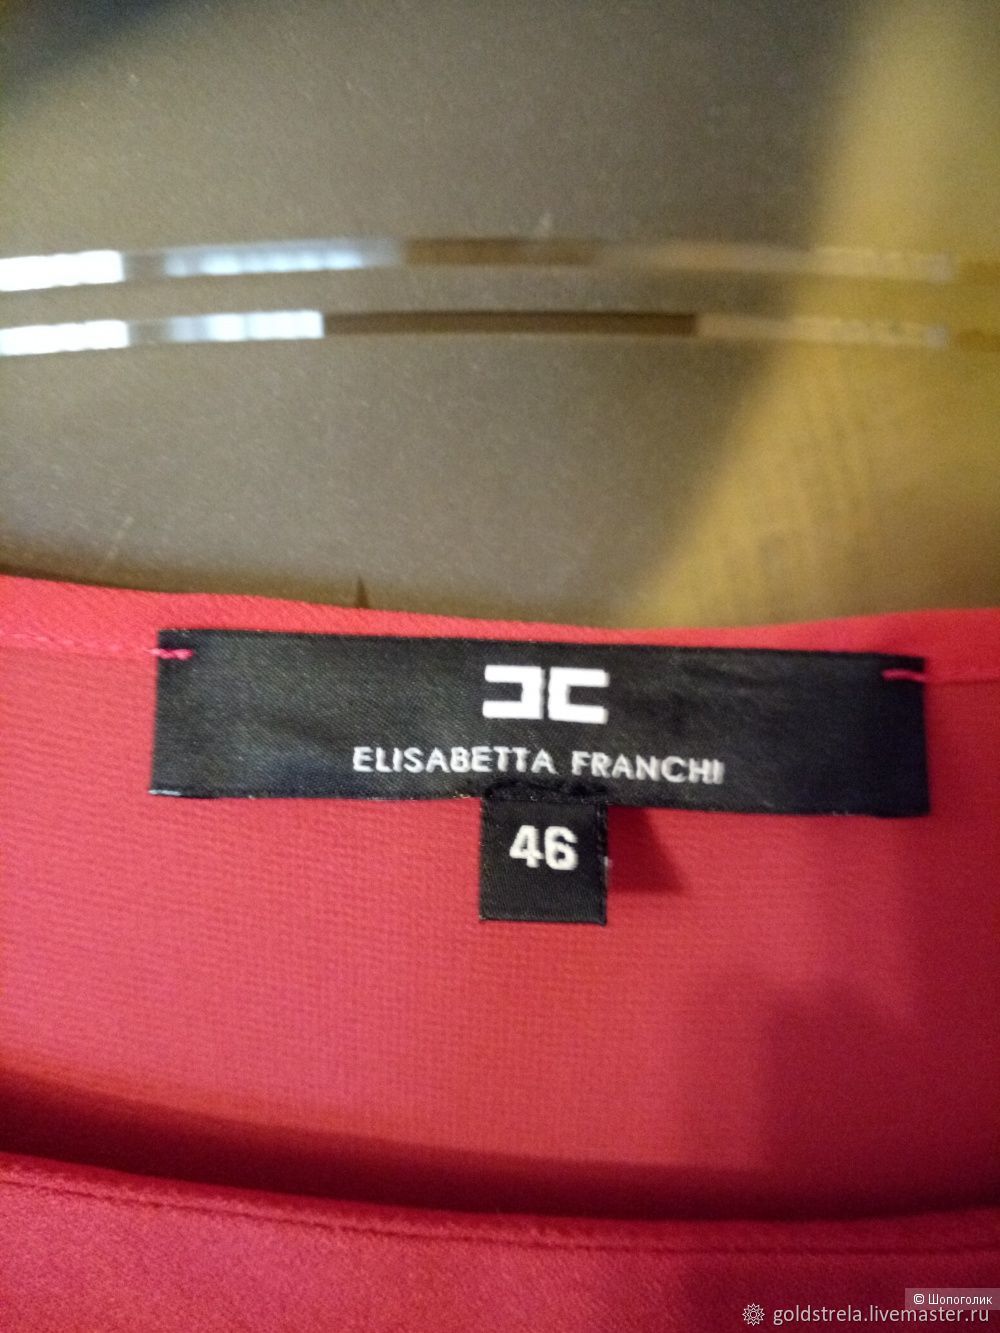 ELISABETTA FRANCHI
46
© Шопоголик
goldstrela.livemaster.ru